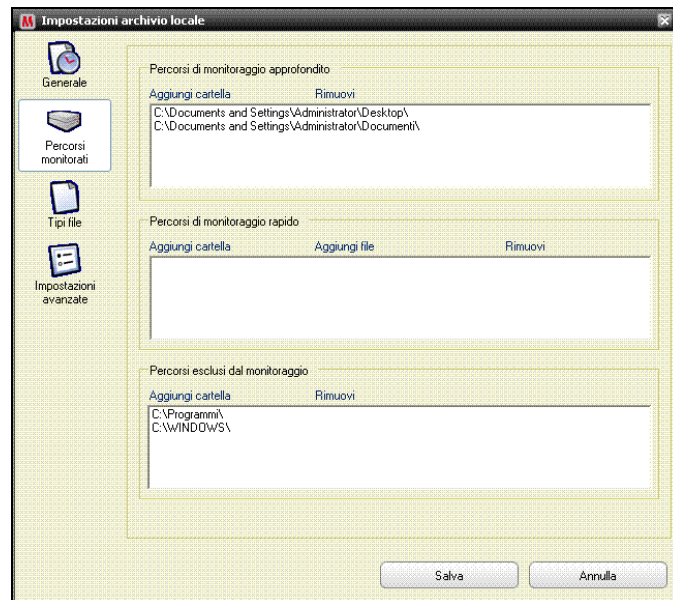 Impostazioni archivio locale
Generale
Percorsi
monitorati
Tipi file
Impostazioni
avanzate
Percorsi di monitoraggio approfondito
Aggiungi cartella Rimuovi
C:\Documents and Settings\Administrator\Desktop\
C:\Documents and Settings\Administrator\Documenti\
Percorsi di monitoraggio rapido
Aggiungi cartella Aggiungi file Rimuovi
Percorsi esclusi dal monitoraggio
Aggiungi cartella Rimuovi
C:\Programmi\
C:\WINDOWS\
Salva Annulla